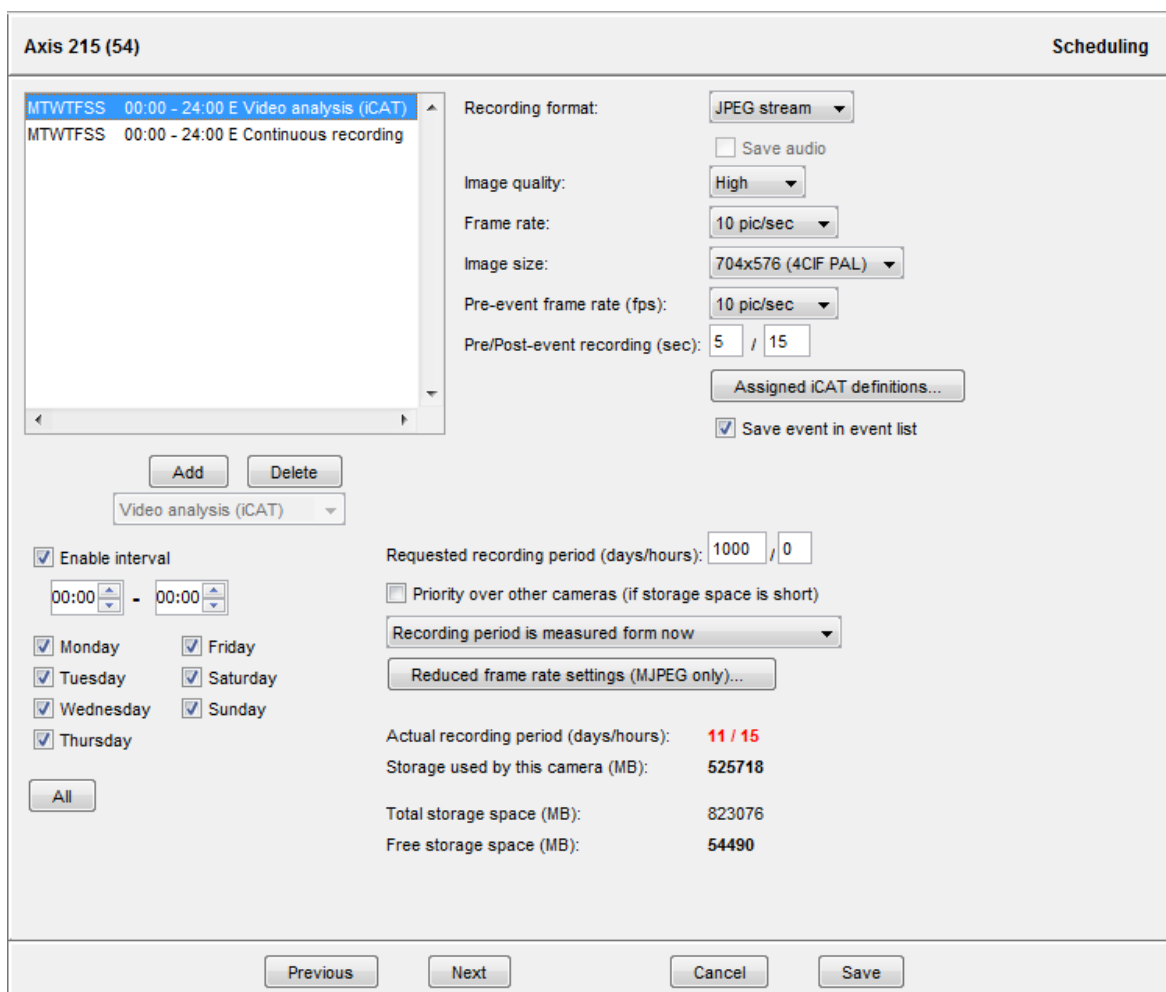 Axis 215 (54) Scheduling
MTWTFSS 00:00 - 24:00 E Video analysis (iCAT)
MTWTFSS 00:00 - 24:00 E Continuous recording
Recording format: JPEG stream
Save audio
Image quality: High
Frame rate: 10 pic/sec
Image size: 704x576 (4CIF PAL)
Pre-event frame rate (fps): 10 pic/sec
Pre/Post-event recording (sec): 5 / 15
Assigned iCAT definitions...
Save event in event list
Add Delete
Video analysis (iCAT)
Enable interval
00:00 - 00:00
Monday Friday
Tuesday Saturday
Wednesday Sunday
Thursday
All
Requested recording period (days/hours): 1000 / 0
Priority over other cameras (if storage space is short)
Recording period is measured form now
Reduced frame rate settings (MJPEG only)...
Actual recording period (days/hours): 11 / 15
Storage used by this camera (MB): 525718
Total storage space (MB): 823076
Free storage space (MB): 54490
Previous Next Cancel Save